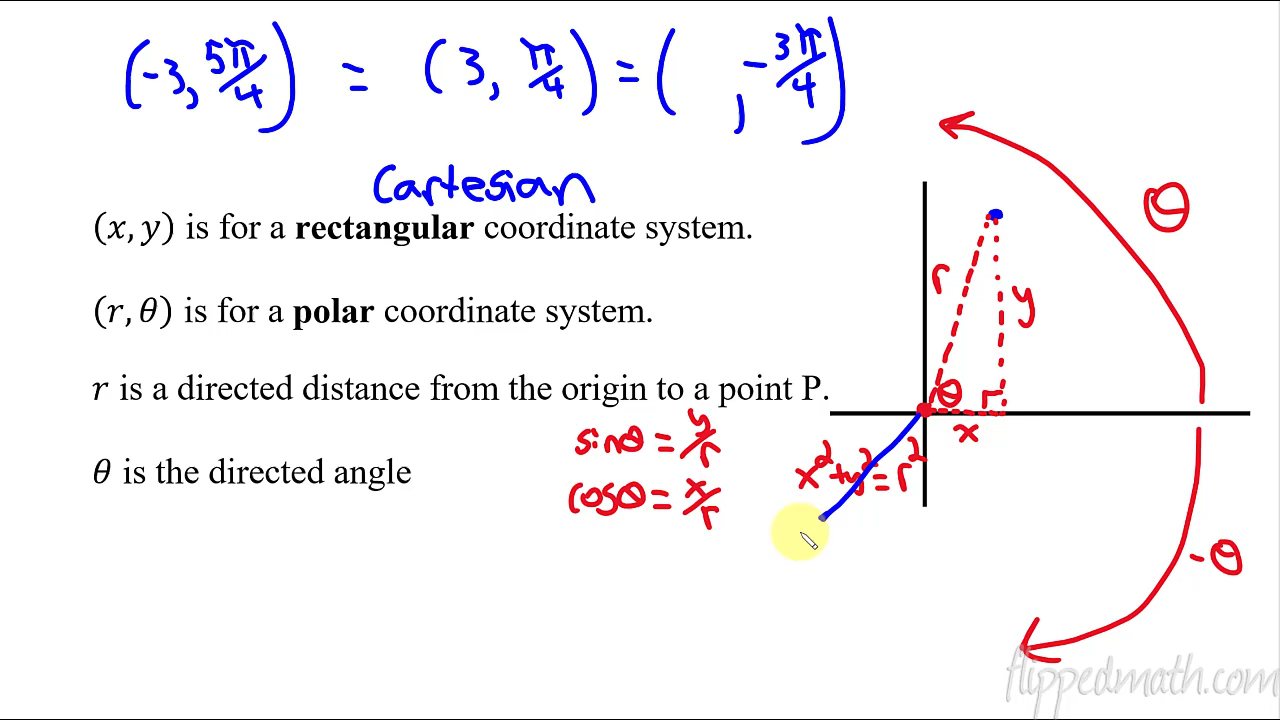 (-3, 5π/4) = (3, π/4) = ( , -3π/4)
Cartesian
(x, y) is for a rectangular coordinate system.
(r, θ) is for a polar coordinate system.
r is a directed distance from the origin to a point P.
sinθ = y/r
θ is the directed angle
cosθ = x/r
θ
r
y
θ
x
x² + y² = r²
-θ
flippedmath.com